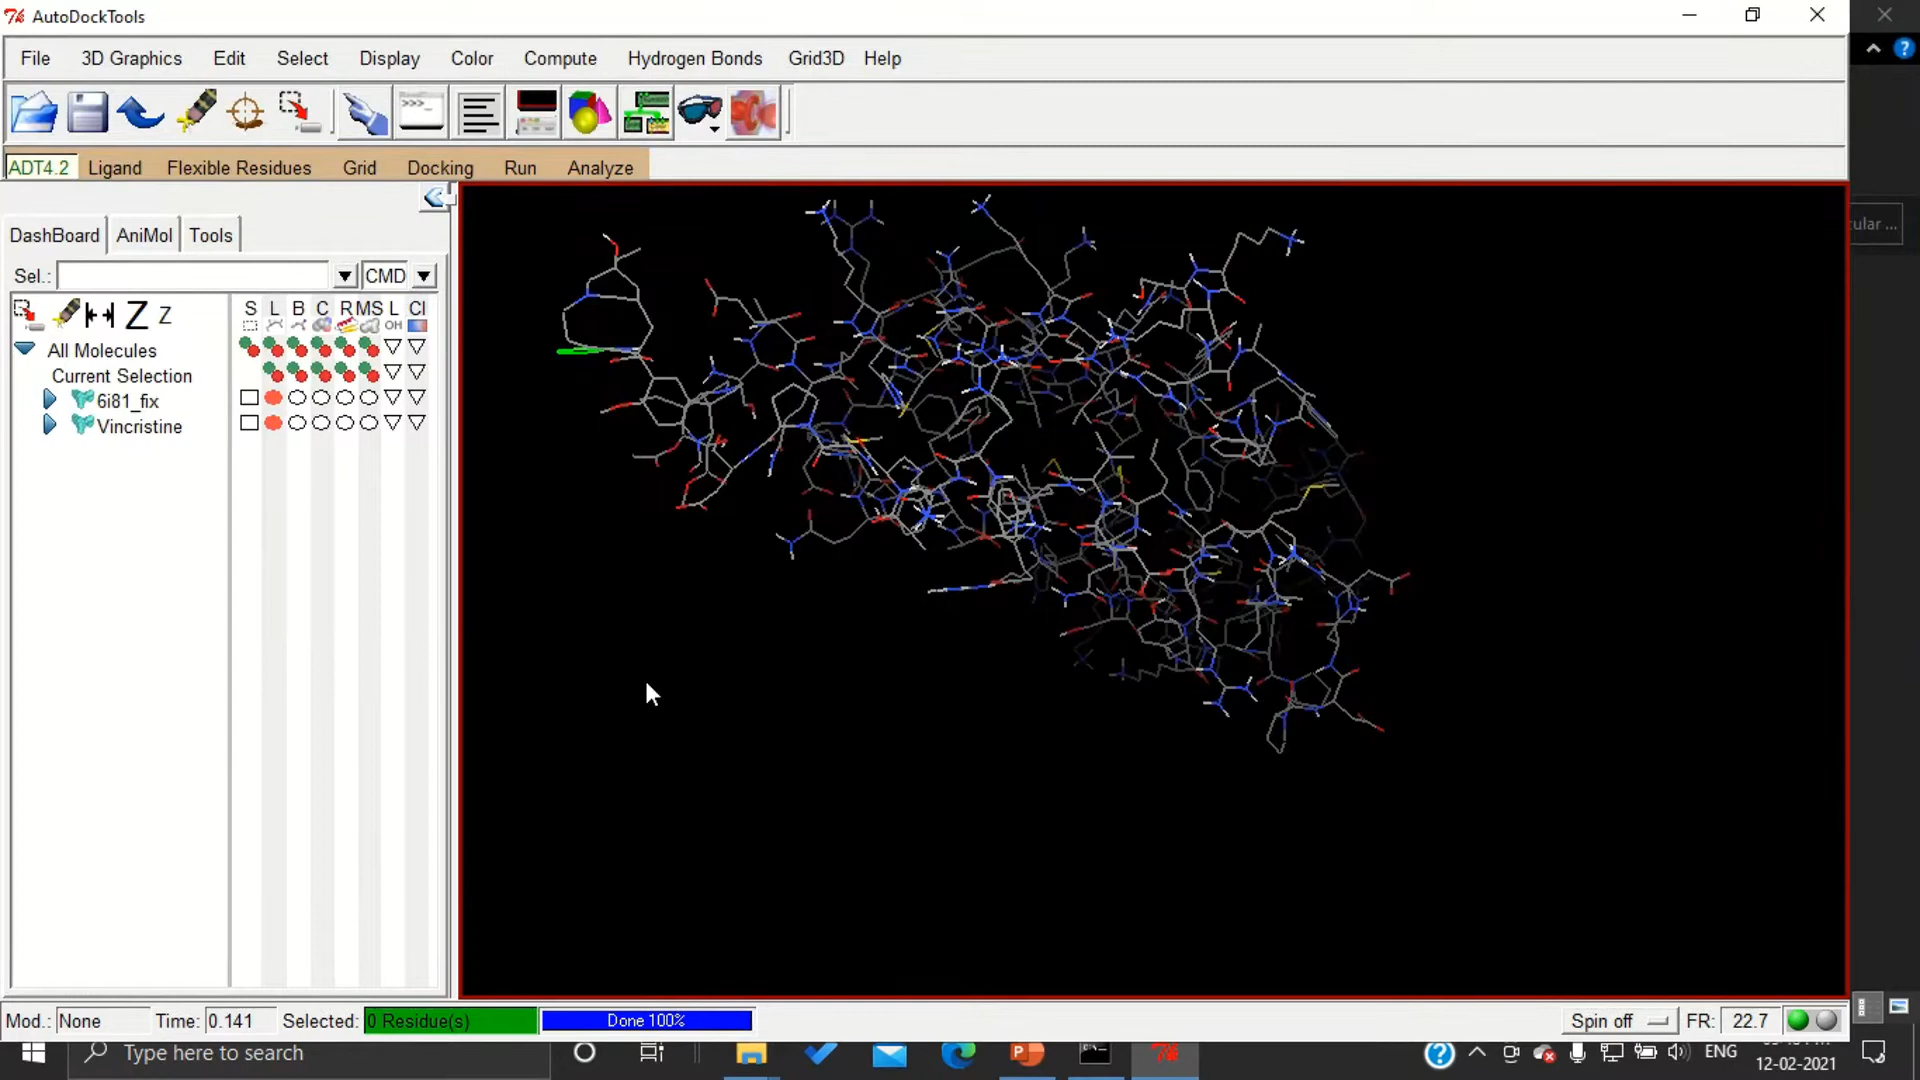 AutoDockTools
File 3D Graphics Edit Select Display Color Compute Hydrogen Bonds Grid3D Help
ADT4.2 Ligand Flexible Residues Grid Docking Run Analyze
cular ...
DashBoard AniMol Tools
Sel.: CMD
Z Z S L B C R MS L Cl
OH
All Molecules
Current Selection
6i81_fix
Vincristine
Mod.: None Time: 0.141 Selected: 0 Residue(s) Done 100% Spin off FR: 22.7
Type here to search ENG
12-02-2021